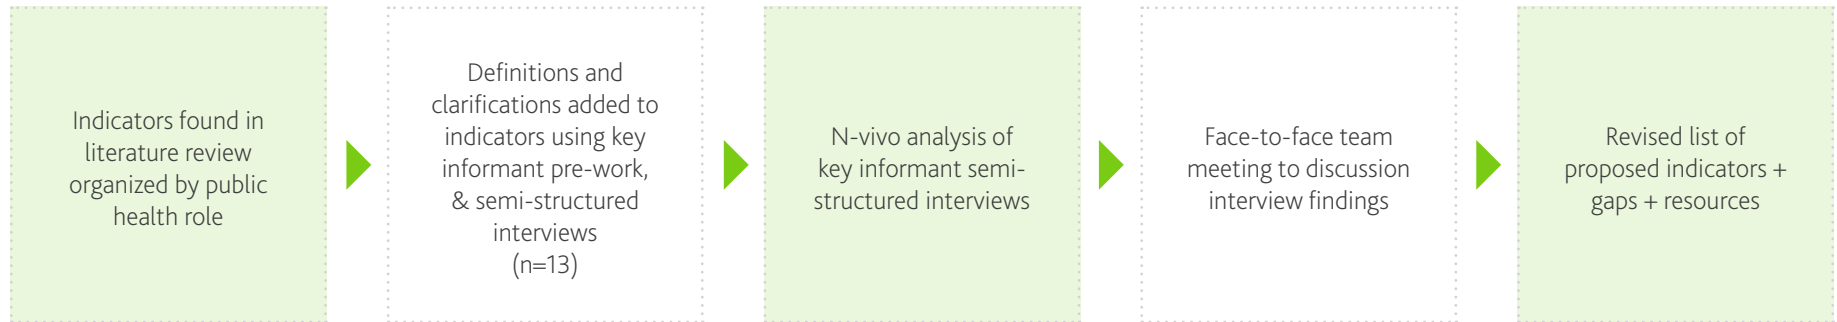 Indicators found in
literature review
organized by public
health role
Definitions and
clarifications added to
indicators using key
informant pre-work,
& semi-structured
interviews
(n=13)
N-vivo analysis of
key informant semi-
structured interviews
Face-to-face team
meeting to discussion
interview findings
Revised list of
proposed indicators +
gaps + resources